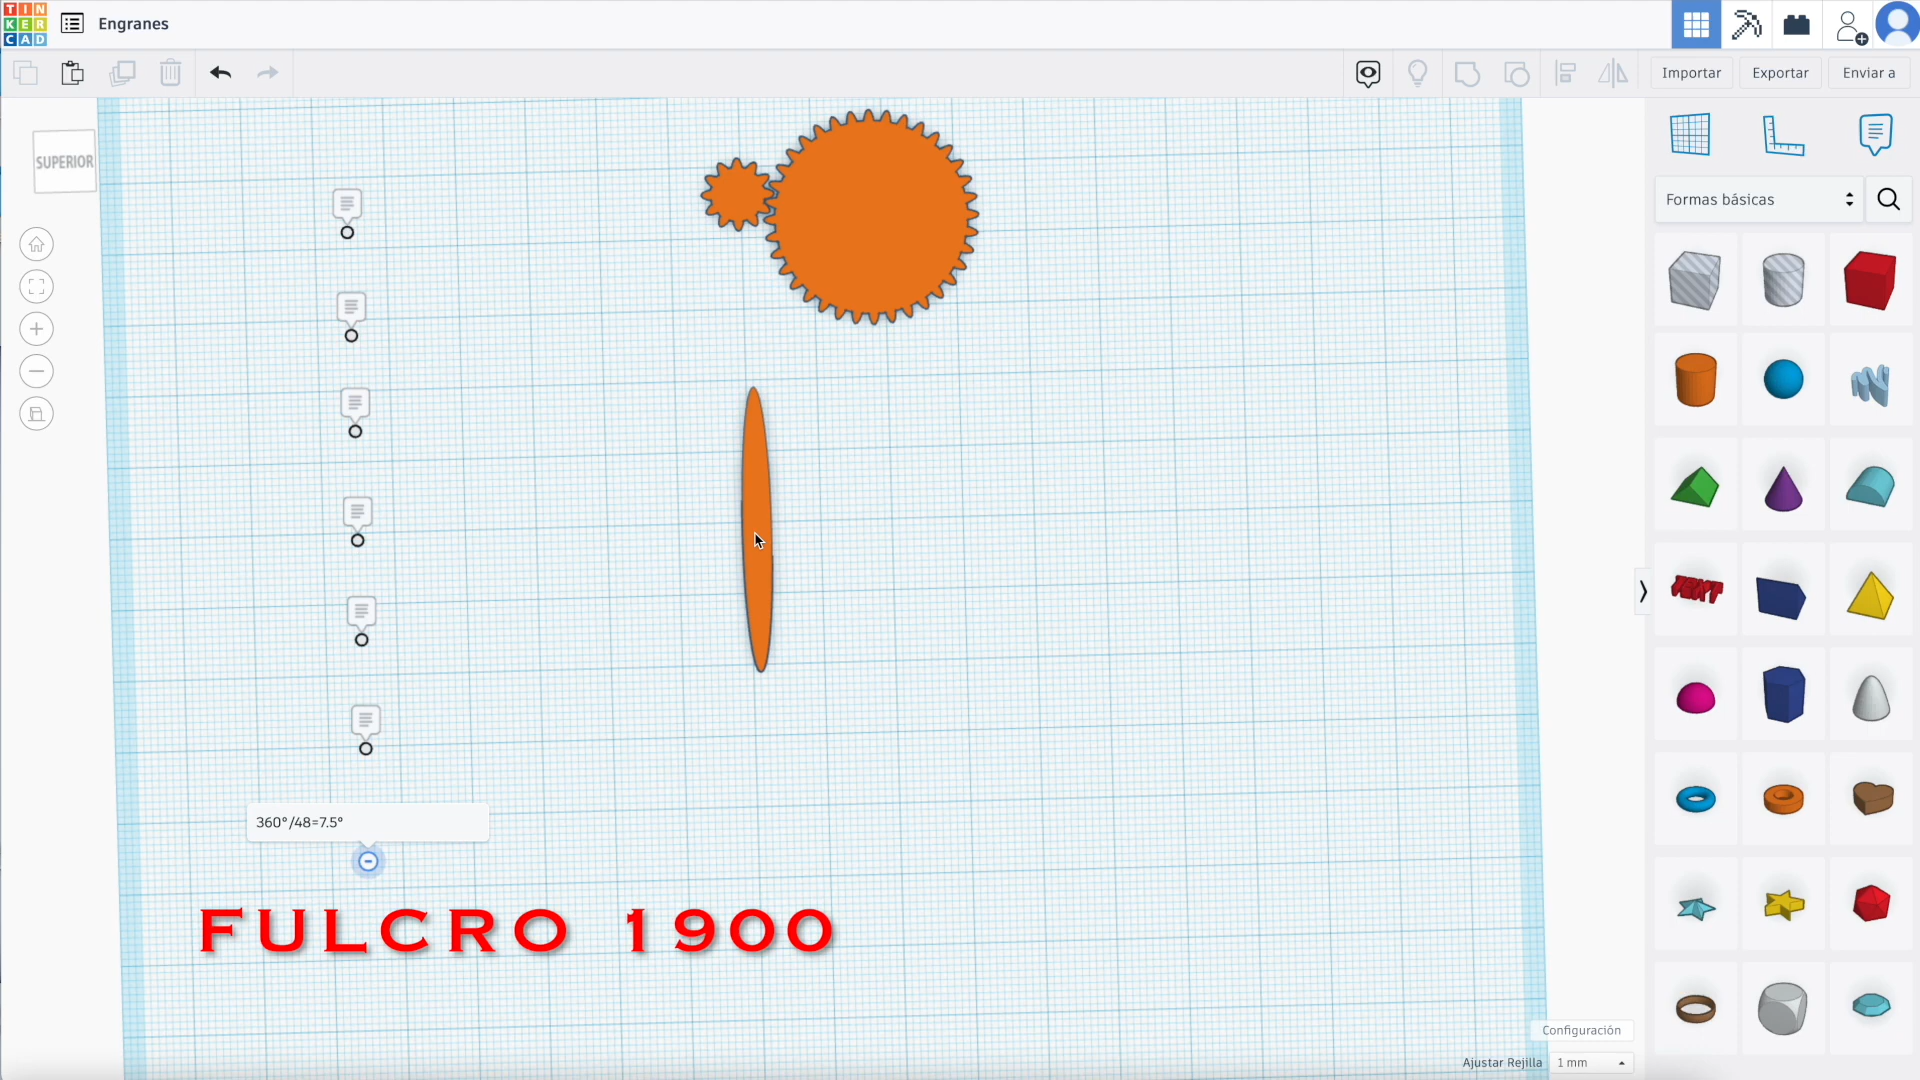 TIN
KER
CAD
Engranes
Importar
Exportar
Enviar a
SUPERIOR
Formas básicas
TEXT
360°/48=7.5°
FULCRO 1900
Configuración
Ajustar Rejilla
1 mm